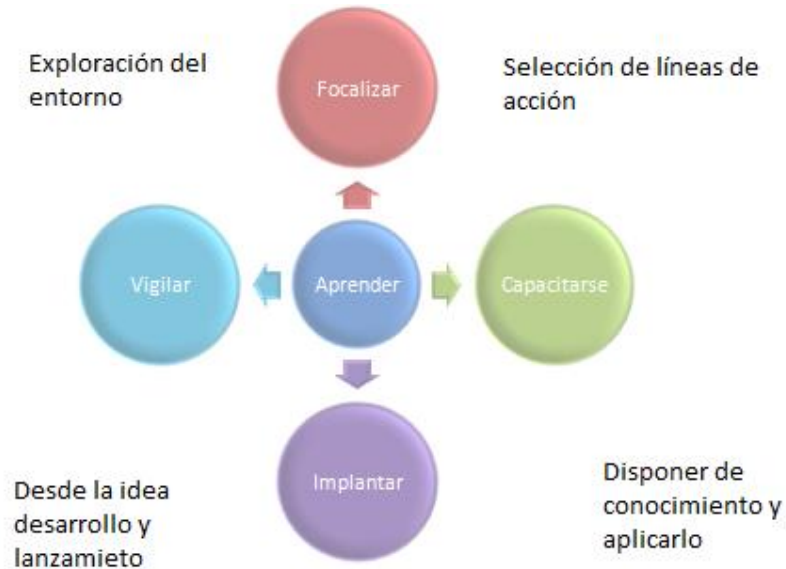 Exploración del
entorno
Focalizar
Selección de líneas de
acción
Vigilar
Aprender
Capacitarse
Implantar
Desde la idea
desarrollo y
lanzamieto
Disponer de
conocimiento y
aplicarlo